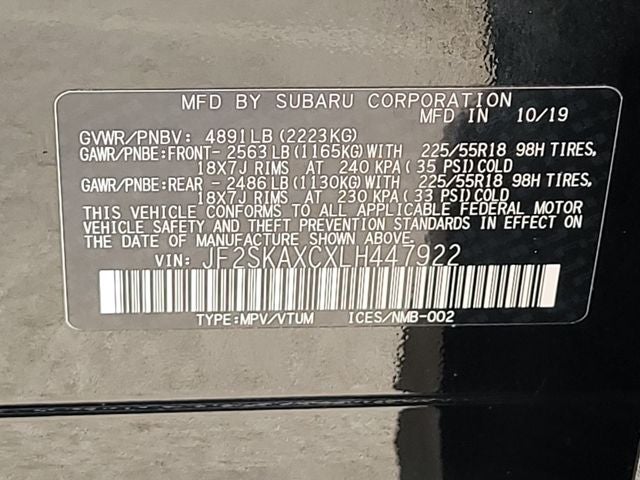 MFD BY SUBARU CORPORATION
MFD IN 10/19
GVWR/PNBV: 4891LB(2223KG)
GAWR/PNBE:FRONT- 2563LB(1165KG)WITH 225/55R18 98H TIRES,
18X7J RIMS AT 240 KPA(35 PSI)COLD
GAWR/PNBE:REAR - 2486LB(1130KG)WITH 225/55R18 98H TIRES,
18X7J RIMS AT 230 KPA(33 PSI)COLD
THIS VEHICLE CONFORMS TO ALL APPLICABLE FEDERAL MOTOR
VEHICLE SAFETY AND THEFT PREVENTION STANDARDS IN EFFECT ON
THE DATE OF MANUFACTURE SHOWN ABOVE.
VIN: JF2SKAXCXLH447922
TYPE:MPV/VTUM ICES/NMB-002